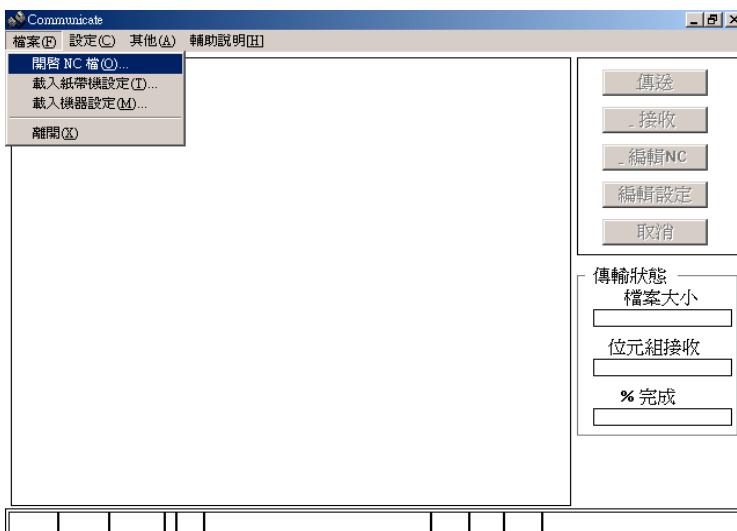 Communicate
檔案(F) 設定(C) 其他(A) 輔助說明[H]
開啓 NC 檔(O)...
載入紙帶機設定(T)...
載入機器設定(M)...
離開(X)
傳送
_接收
_編輯NC
編輯設定
取消
傳輸狀態
檔案大小
位元組接收
% 完成